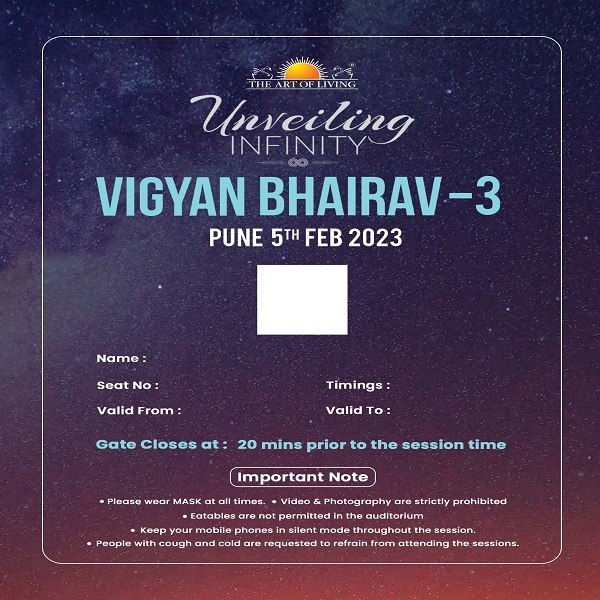 THE ART OF LIVING
Unveiling
INFINITY
VIGYAN BHAIRAV-3
PUNE 5TH FEB 2023
Name :
Seat No : Timings :
Valid From : Valid To :
Gate Closes at : 20 mins prior to the session time
Important Note
• Please wear MASK at all times. • Video & Photography are strictly prohibited
• Eatables are not permitted in the auditorium
• Keep your mobile phones in silent mode throughout the session.
• People with cough and cold are requested to refrain from attending the sessions.